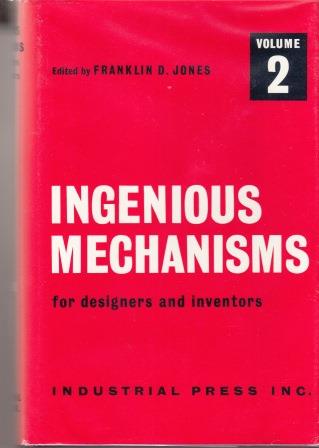 VOLUME
2
Edited by FRANKLIN D. JONES
INGENIOUS
MECHANISMS
for designers and inventors
INDUSTRIAL PRESS INC.